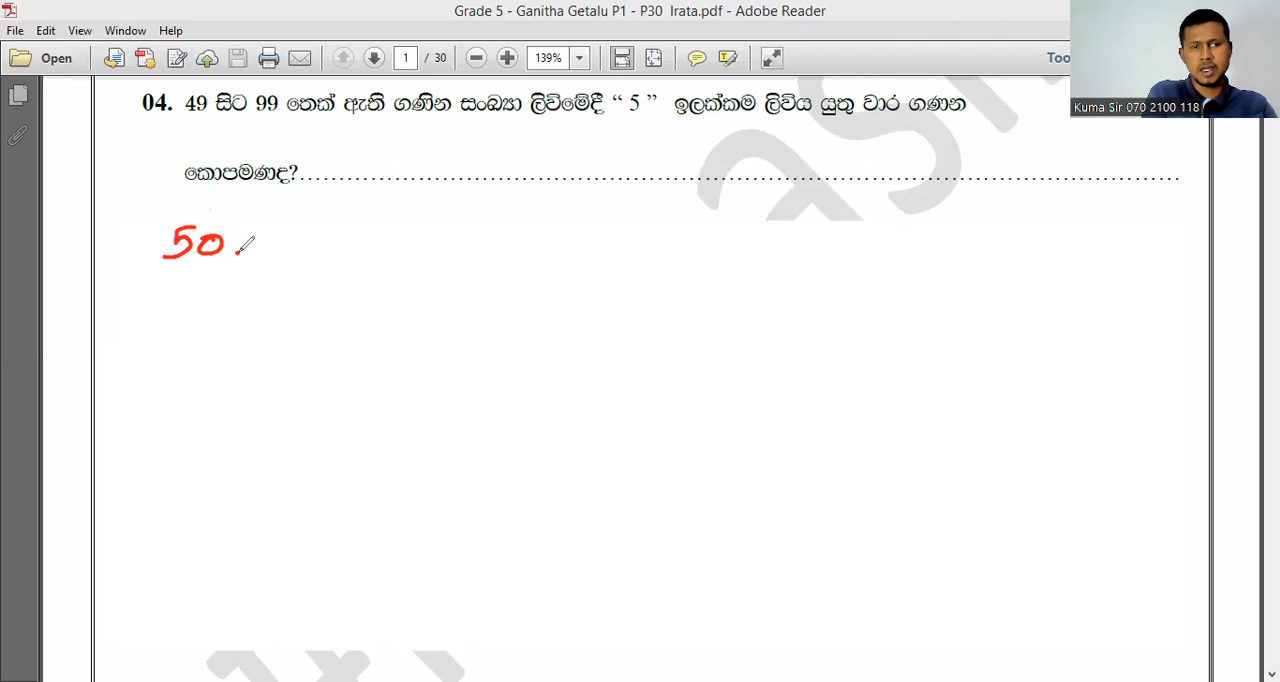 Grade 5 - Ganitha Getalu P1 - P30 Irata.pdf - Adobe Reader
File Edit View Window Help
Open 1 / 30 139% Too
Kuma Sir 070 2100 118
04. 49 සිට 99 තෙක් ඇති ගණින සංඛ්‍යා ලිවිමේදී “ 5 ” ඉලක්කම ලිවිය යුතු වාර ගණන
කොපමණද?....................................................................................................
50